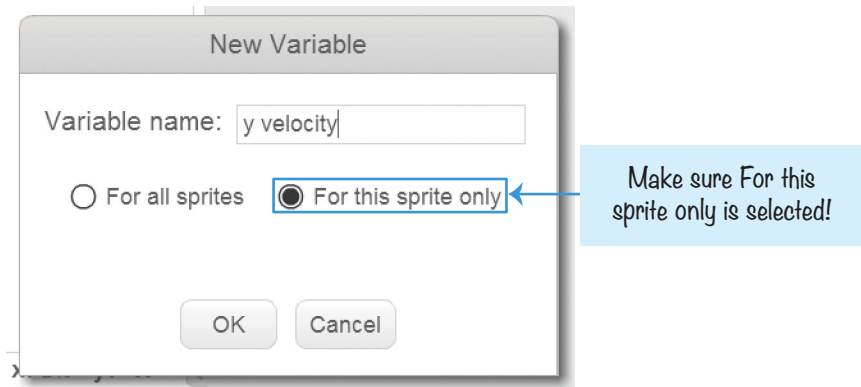 New Variable
Variable name: y velocity
For all sprites For this sprite only
Make sure For this
sprite only is selected!
OK Cancel